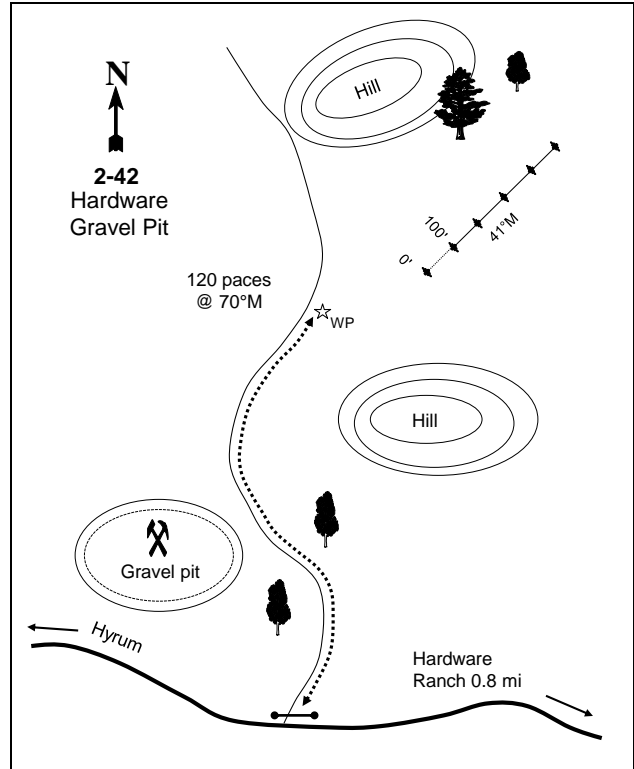 N
2-42
Hardware
Gravel Pit
Hill
100'
0'
41°M
120 paces
@ 70°M
WP
Hill
Gravel pit
Hyrum
Hardware
Ranch 0.8 mi